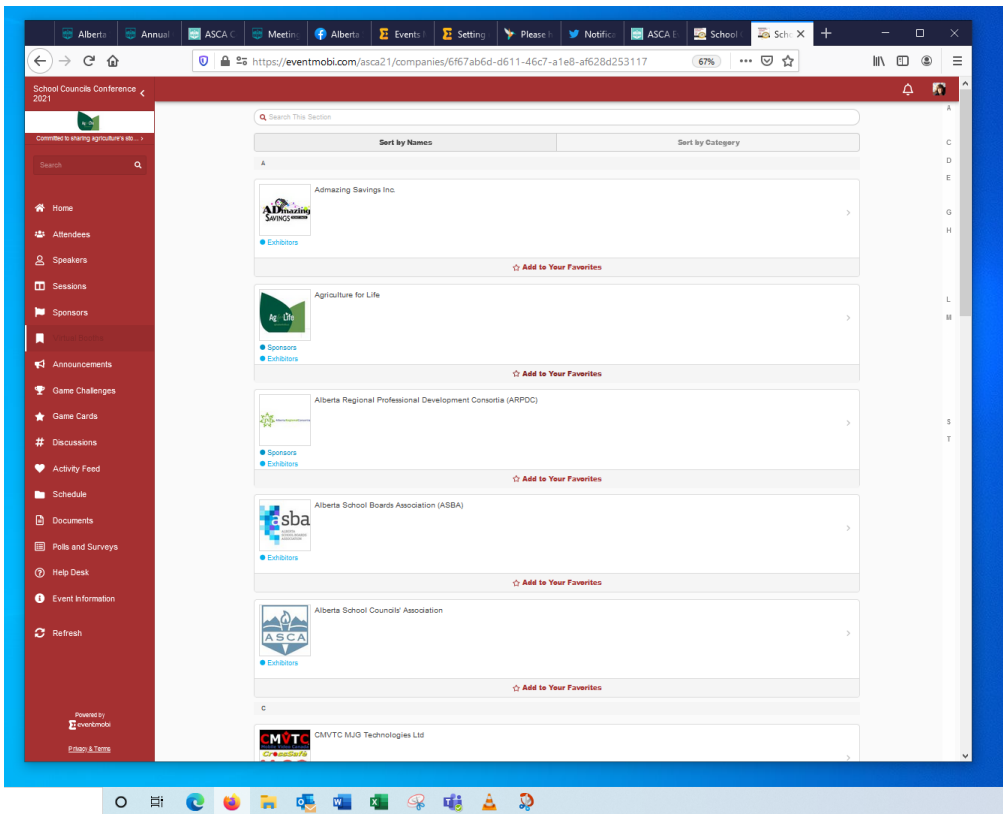 Alberta
Annual
ASCA C
Meeting
Alberta
Events
Setting
Please h
Notifica
ASCA E
School
Scho
https://eventmobi.com/asca21/companies/6f67ab6d-d611-46c7-a1e8-af628d253117
67%
School Councils Conference
2021
Committed to sharing agriculture's sto...
Search
Home
Attendees
Speakers
Sessions
Sponsors
Announcements
Game Challenges
Game Cards
Discussions
Activity Feed
Schedule
Documents
Polls and Surveys
Help Desk
Event Information
Refresh
Powered by
eventmobi
Privacy & Terms
Search This Section
Sort by Names
Sort by Category
A
ADmazing
SAVINGS
Admazing Savings Inc.
Exhibitors
Add to Your Favorites
Ag Life
Agriculture for Life
Sponsors
Exhibitors
Add to Your Favorites
Alberta Regional Professional Development Consortia (ARPDC)
Sponsors
Exhibitors
Add to Your Favorites
asba
Alberta School Boards Association (ASBA)
Exhibitors
Add to Your Favorites
ASCA
Alberta School Councils' Association
Exhibitors
Add to Your Favorites
C
CMVTC
CrossSafe
CMVTC MJG Technologies Ltd
A
C
D
E
G
H
L
M
S
T